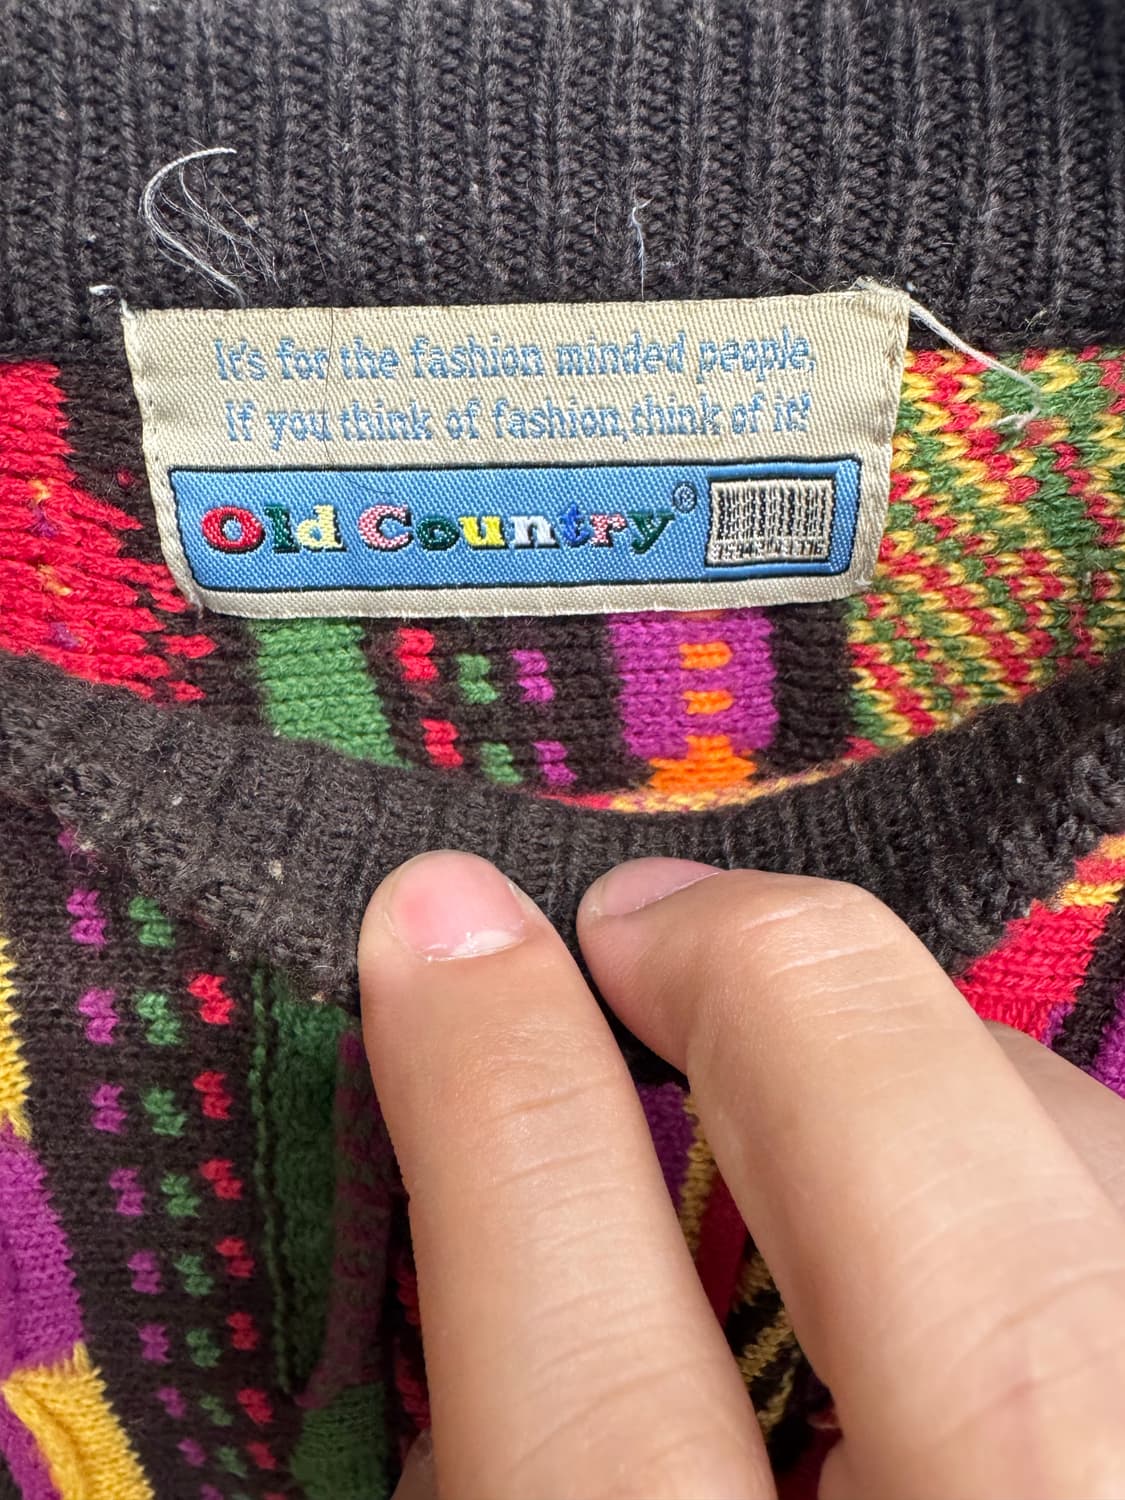 It's for the fashion minded people,
If you think of fashion, think of it!
Old Country®